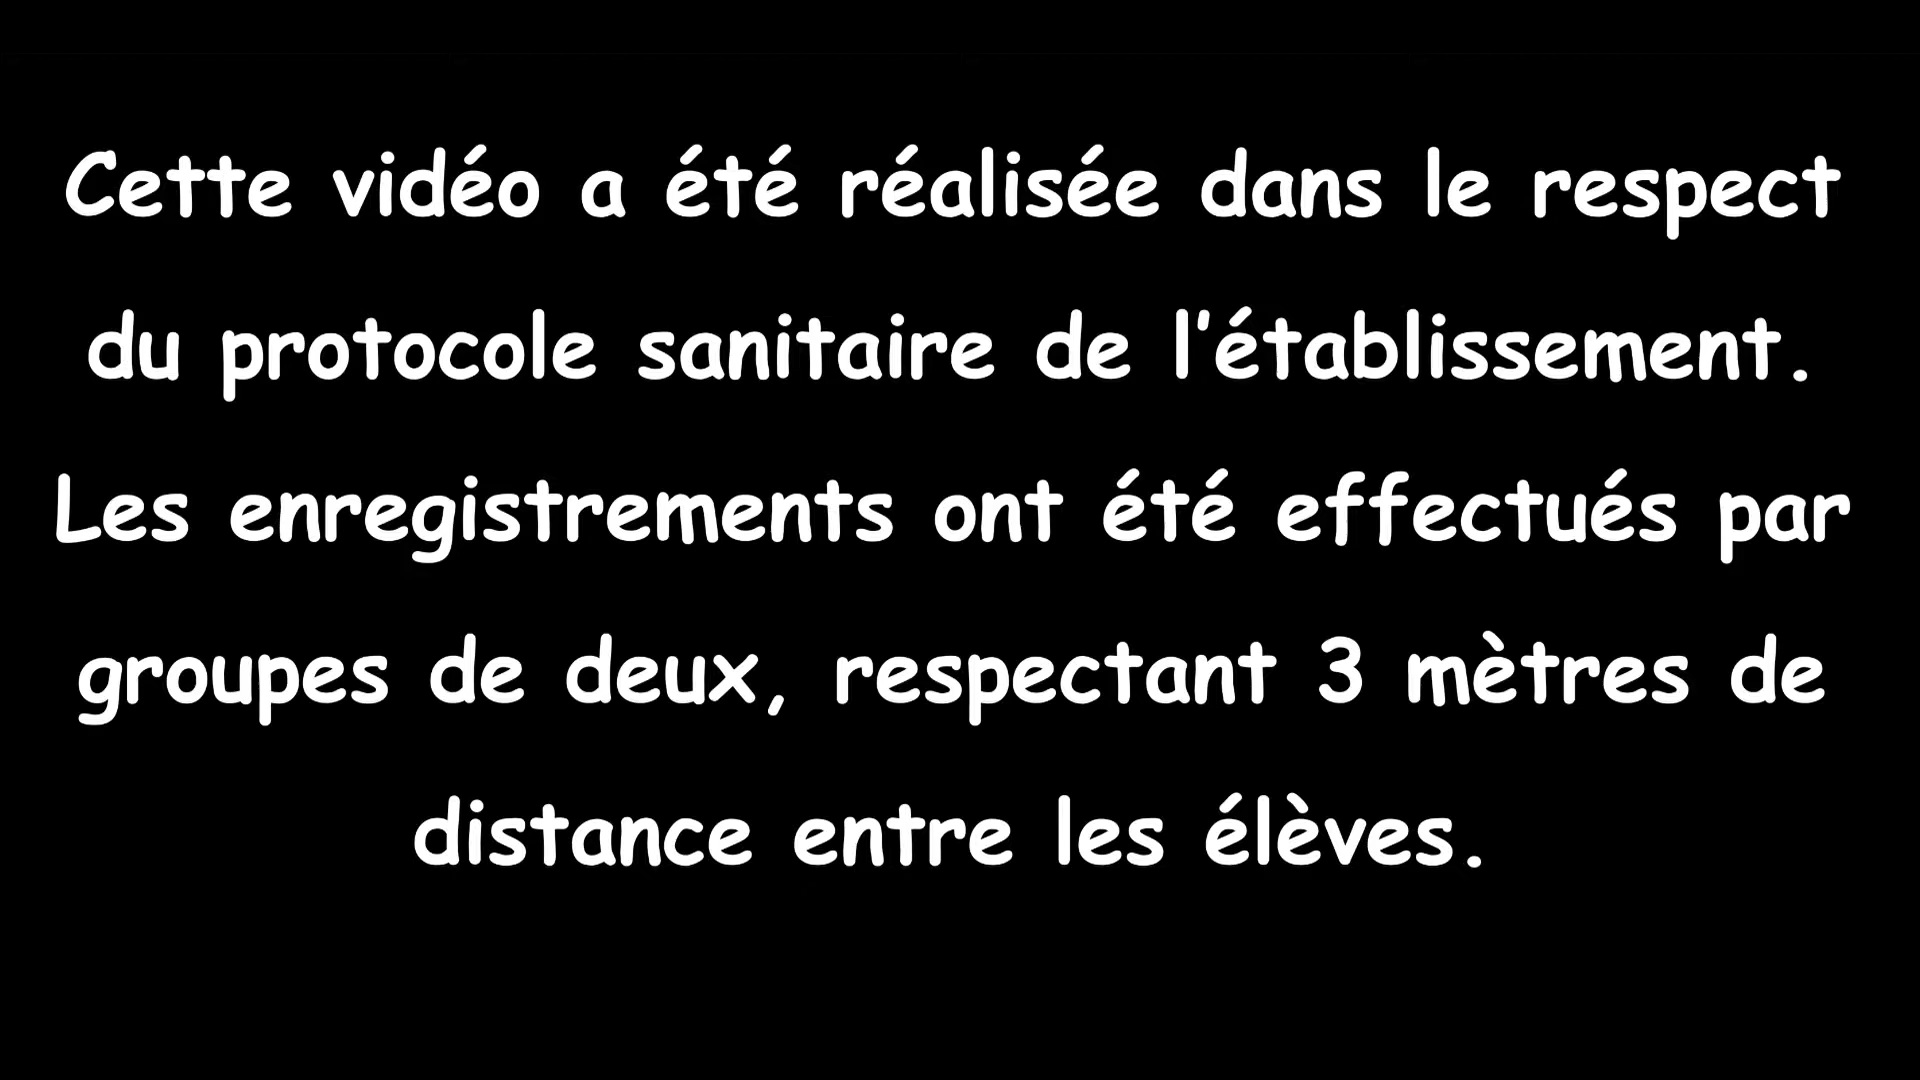 Cette vidéo a été réalisée dans le respect
du protocole sanitaire de l'établissement.
Les enregistrements ont été effectués par
groupes de deux, respectant 3 mètres de
distance entre les élèves.